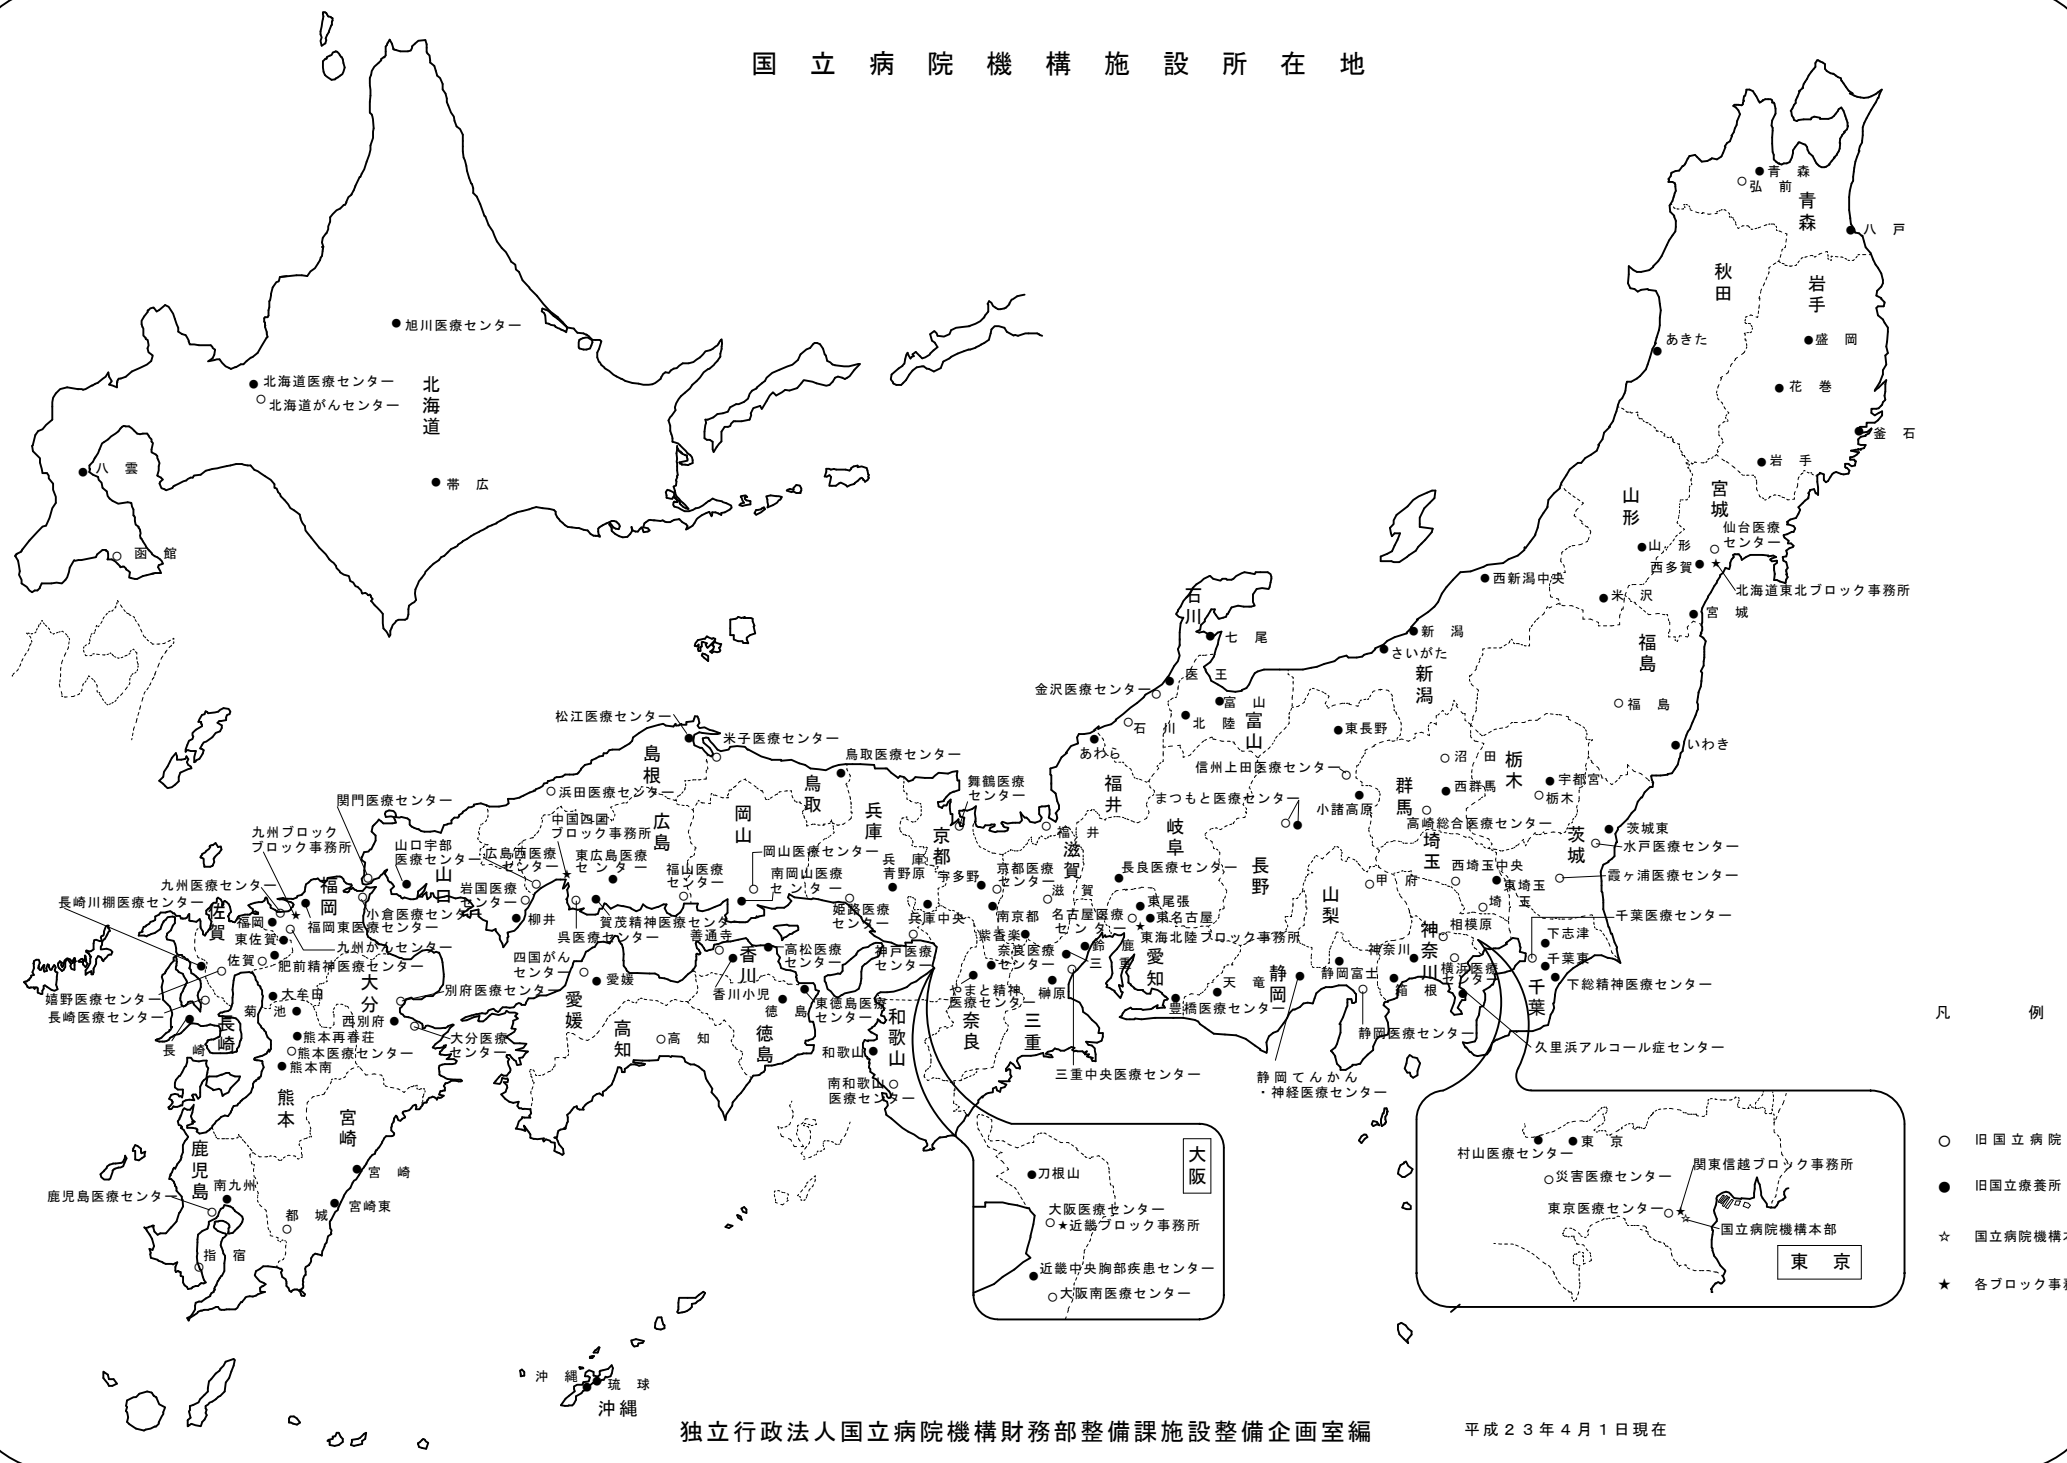 国立病院機構施設所在地
旭川医療センター
北海道医療センター
北海道がんセンター
北海道
八雲
帯広
函館
青森
弘前
青森
八戸
秋田
岩手
あきた
盛岡
花巻
釜石
岩手
山形
宮城
仙台医療
センター
山形
西多賀
北海道東北ブロック事務所
米沢
宮城
西新潟中央
新潟
さいがた
新潟
福島
福島
いわき
石川
七尾
医王
金沢医療センター
富山
石川
北陸
富山
あわら
福井
東長野
信州上田医療センター
まつもと医療センター
小諸高原
長野
沼田
栃木
西群馬
群馬
宇都宮
栃木
高崎総合医療センター
埼玉
茨城
茨城東
水戸医療センター
霞ヶ浦医療センター
西埼玉中央
東埼玉
埼玉
甲府
山梨
千葉医療センター
相模原
神奈川
神奈川
下志津
千葉東
下総精神医療センター
千葉
横浜医療
センター
箱根
久里浜アルコール症センター
静岡富士
静岡
静岡医療センター
静岡てんかん
・神経医療センター
天竜
豊橋医療センター
愛知
岐阜
長良医療センター
東尾張
東名古屋
名古屋医療
センター
東海北陸ブロック事務所
鈴鹿
三重
三重
榊原
三重中央医療センター
福井
滋賀
滋賀
紫香楽
舞鶴医療
センター
京都
京都医療
センター
宇多野
南京都
奈良医療
センター
やまと精神
医療センター
奈良
和歌山
和歌山
南和歌山
医療センター
兵庫
兵庫
青野原
兵庫中央
姫路医療
センター
神戸医療
センター
鳥取医療センター
鳥取
米子医療センター
松江医療センター
島根
浜田医療センター
岡山
岡山医療センター
南岡山医療
センター
広島
中国四国
ブロック事務所
東広島医療
センター
福山医療
センター
広島西医療
センター
賀茂精神医療センタ
呉医療センター
岩国医療
センター
柳井
山口
山口宇部
医療センター
関門医療センター
善通寺
香川
高松医療
センター
香川小児
徳島
東徳島医療
センター
徳島
四国がん
センター
愛媛
愛媛
高知
高知
九州ブロック
ブロック事務所
九州医療センター
長崎川棚医療センター
福岡
小倉医療センター
福岡東医療センター
福岡
佐賀
東佐賀
九州がんセンター
佐賀
肥前精神医療センター
嬉野医療センター
長崎医療センター
長崎
長崎
大牟田
菊池
熊本再春荘
熊本医療センター
熊本南
熊本
大分
別府医療センター
西別府
大分医療
センター
宮崎
宮崎
宮崎東
都城
鹿児島
鹿児島医療センター
南九州
指宿
沖縄
琉球
沖縄
大阪
刀根山
大阪医療センター
★近畿ブロック事務所
近畿中央胸部疾患センター
大阪南医療センター
東京
村山医療センター
災害医療センター
関東信越ブロック事務所
東京医療センター
国立病院機構本部
東京
凡例
○ 旧国立病院
● 旧国立療養所
☆ 国立病院機構
★ 各ブロック事
独立行政法人国立病院機構財務部整備課施設整備企画室編
平成23年4月1日現在